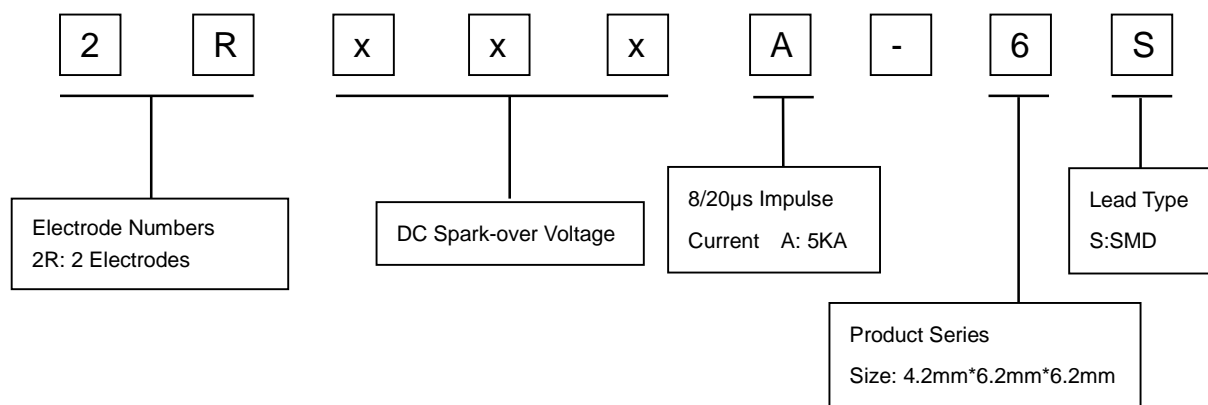 2 R x x x A - 6 S
Electrode Numbers
2R: 2 Electrodes
DC Spark-over Voltage
8/20μs Impulse
Current A: 5KA
Lead Type
S:SMD
Product Series
Size: 4.2mm*6.2mm*6.2mm